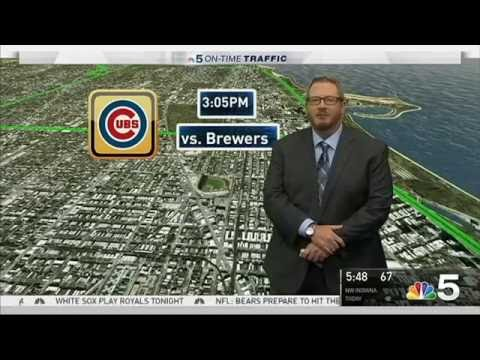 5 ON-TIME TRAFFIC
CUBS
3:05PM
vs. Brewers
5:48 67
NW INDIANA
TODAY
5
WHITE SOX PLAY ROYALS TONIGHT
NFL: BEARS PREPARE TO HIT THE